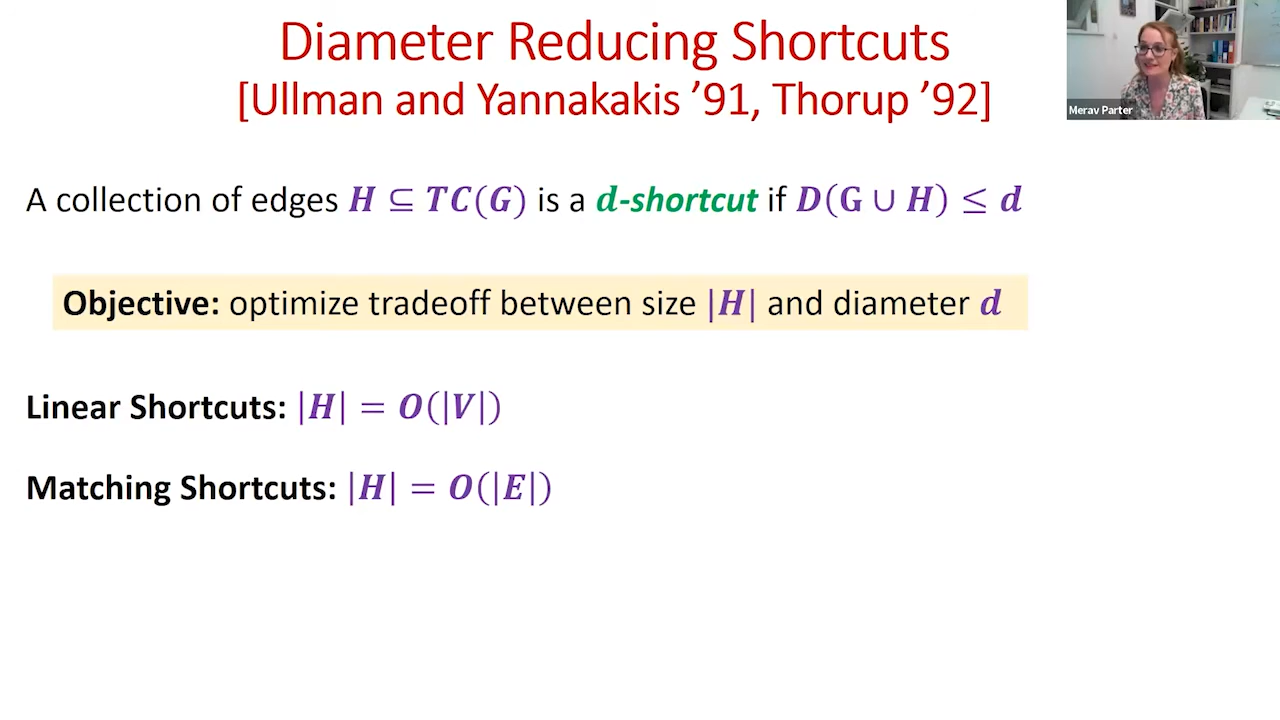 Diameter Reducing Shortcuts
[Ullman and Yannakakis ’91, Thorup ’92]
Merav Parter
A collection of edges H ⊆ TC(G) is a d-shortcut if D(G ∪ H) ≤ d
Objective: optimize tradeoff between size |H| and diameter d
Linear Shortcuts: |H| = O(|V|)
Matching Shortcuts: |H| = O(|E|)